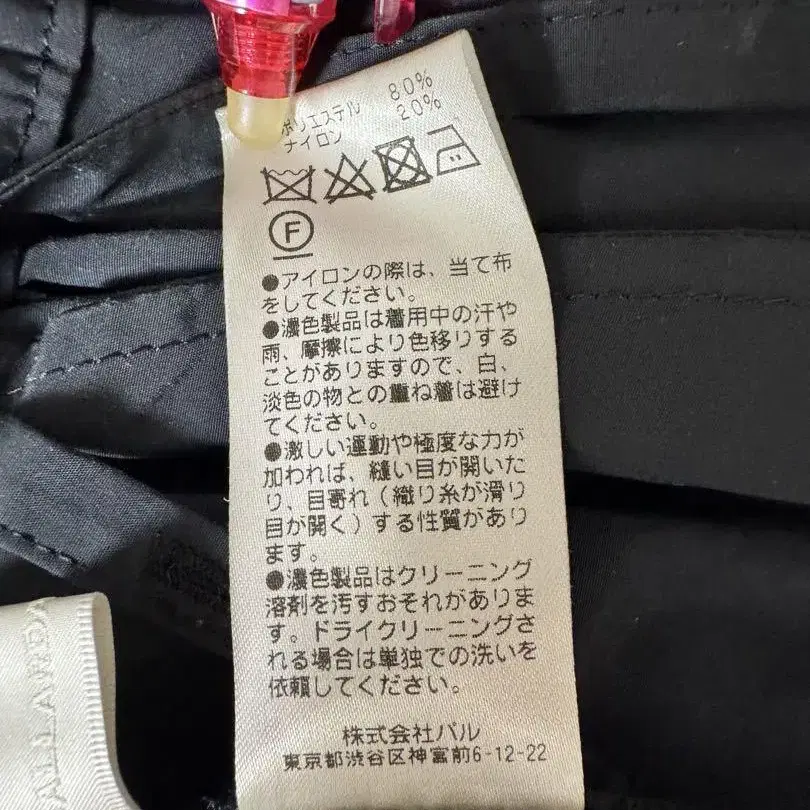 ポリエステル 80%
ナイロン 20%
F
●アイロンの際は、当て布
をしてください。
●濃色製品は着用中の汗や
雨、摩擦により色移りする
ことがありますので、白、
淡色の物との重ね着は避け
てください。
●激しい運動や極度な力が
加われば、縫い目が開いた
り、目寄れ（織り糸が滑り
目が開く）する性質があり
ます。
●濃色製品はクリーニング
溶剤を汚すおそれがありま
す。ドライクリーニングさ
れる場合は単独での洗いを
依頼してください。
株式会社パル
東京都渋谷区神宮前6-12-22